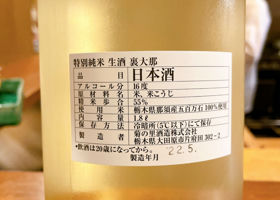 特別純米 生酒 裏大那
品目 日本酒
アルコール分 16度
原材料名 米、米こうじ
精米歩合 55%
使用米 栃木県那須産五百万石100%使用
内容量 1.8ℓ
保存方法 冷暗所(5℃以下)にて保存
製造者 菊の里酒造株式会社
栃木県大田原市片府田302-2
・飲酒は20歳になってから。
製造年月 22.5.